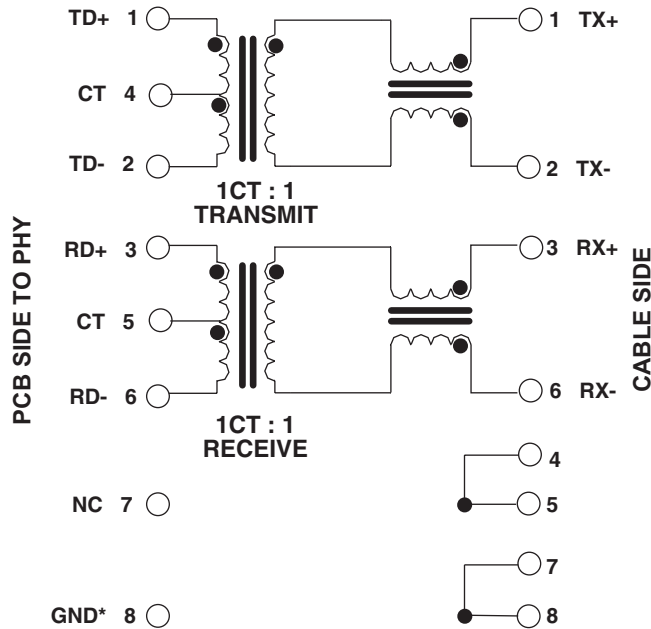 TD+ 1
1 TX+
CT 4
TD- 2
2 TX-
1CT : 1
TRANSMIT
PCB SIDE TO PHY
RD+ 3
3 RX+
CABLE SIDE
CT 5
RD- 6
6 RX-
1CT : 1
RECEIVE
4
NC 7
5
7
GND* 8
8